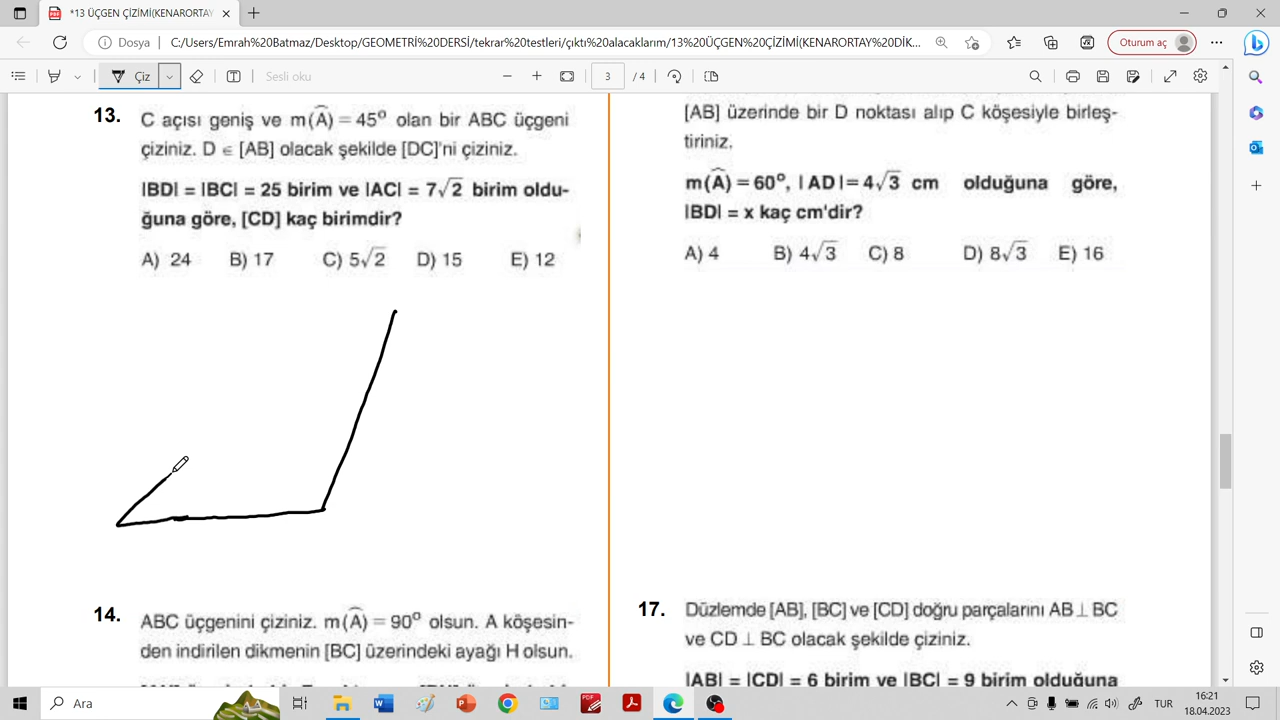 *13 ÜÇGEN ÇİZİMİ(KENARORTAY
Dosya
C:/Users/Emrah%20Batmaz/Desktop/GEOMETRİ%20DERSİ/tekrar%20testleri/çıktı%20alacaklarım/13%20ÜÇGEN%20ÇİZİMİ(KENARORTAY%20DİK...
Oturum aç
Çiz
Sesli oku
3 / 4
13. C açısı geniş ve m(A) = 45° olan bir ABC üçgeni
çiziniz. D ∈ [AB] olacak şekilde [DC]'ni çiziniz.
|BD| = |BC| = 25 birim ve |AC| = 7√2 birim oldu-
ğuna göre, [CD] kaç birimdir?
A) 24 B) 17 C) 5√2 D) 15 E) 12
14. ABC üçgenini çiziniz. m(A) = 90° olsun. A köşesin-
den indirilen dikmenin [BC] üzerindeki ayağı H olsun.
[AB] üzerinde bir D noktası alıp C köşesiyle birleş-
tiriniz.
m(A) = 60°, |AD| = 4√3 cm olduğuna göre,
|BD| = x kaç cm'dir?
A) 4 B) 4√3 C) 8 D) 8√3 E) 16
17. Düzlemde [AB], [BC] ve [CD] doğru parçalarını AB ⊥ BC
ve CD ⊥ BC olacak şekilde çiziniz.
|AB| = |CD| = 6 birim ve |BC| = 9 birim olduğuna
Ara
TUR
16:21
18.04.2023